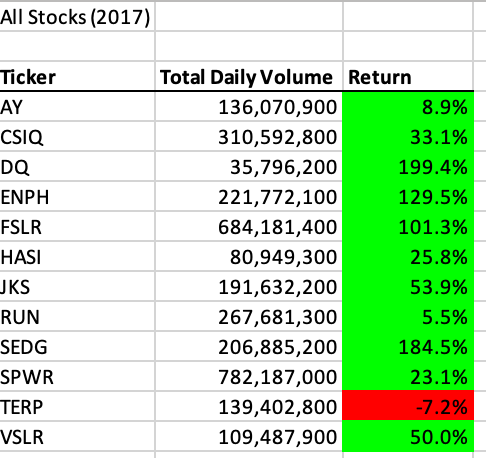 All Stocks (2017)
Ticker Total Daily Volume Return
AY 136,070,900 8.9%
CSIQ 310,592,800 33.1%
DQ 35,796,200 199.4%
ENPH 221,772,100 129.5%
FSLR 684,181,400 101.3%
HASI 80,949,300 25.8%
JKS 191,632,200 53.9%
RUN 267,681,300 5.5%
SEDG 206,885,200 184.5%
SPWR 782,187,000 23.1%
TERP 139,402,800 -7.2%
VSLR 109,487,900 50.0%